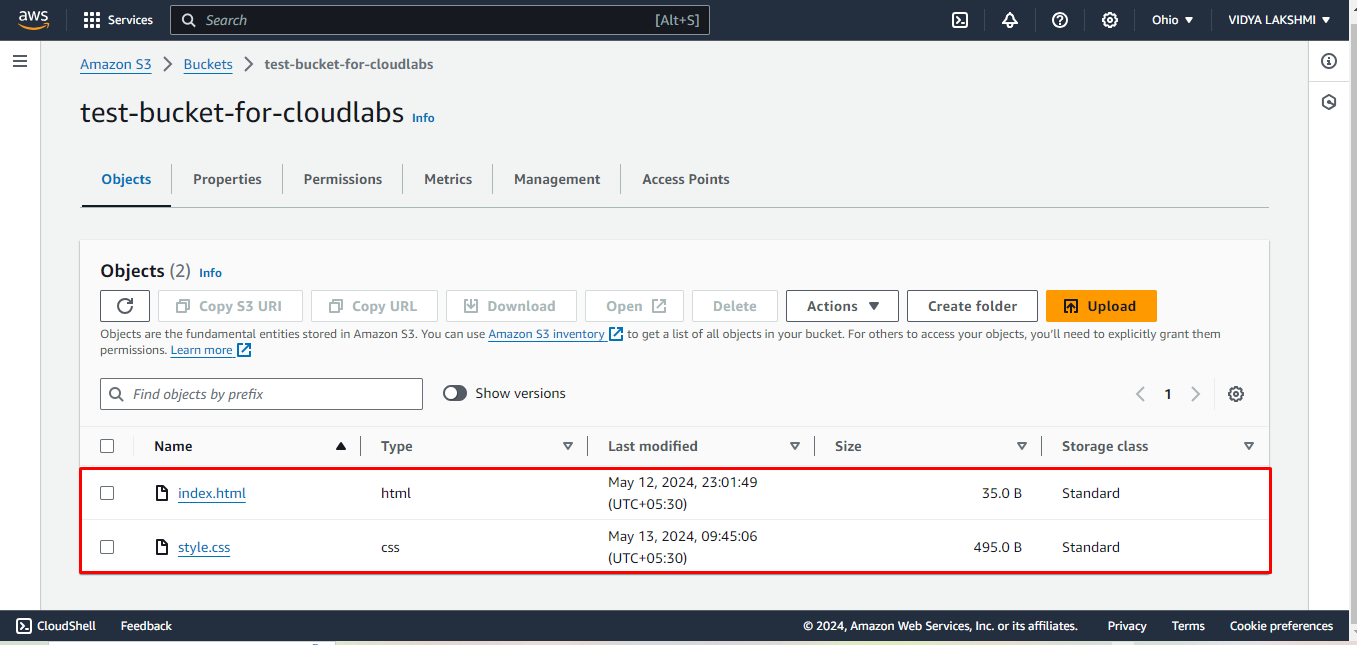 aws Services Search [Alt+S] Ohio VIDYA LAKSHMI
Amazon S3 Buckets test-bucket-for-cloudlabs
test-bucket-for-cloudlabs Info
Objects Properties Permissions Metrics Management Access Points
Objects (2) Info
Copy S3 URI Copy URL Download Open Delete Actions Create folder Upload
Objects are the fundamental entities stored in Amazon S3. You can use Amazon S3 inventory to get a list of all objects in your bucket. For others to access your objects, you'll need to explicitly grant them
permissions. Learn more
Find objects by prefix Show versions 1
Name Type Last modified Size Storage class
index.html html May 12, 2024, 23:01:49 (UTC+05:30) 35.0 B Standard
style.css css May 13, 2024, 09:45:06 (UTC+05:30) 495.0 B Standard
CloudShell Feedback © 2024, Amazon Web Services, Inc. or its affiliates. Privacy Terms Cookie preferences